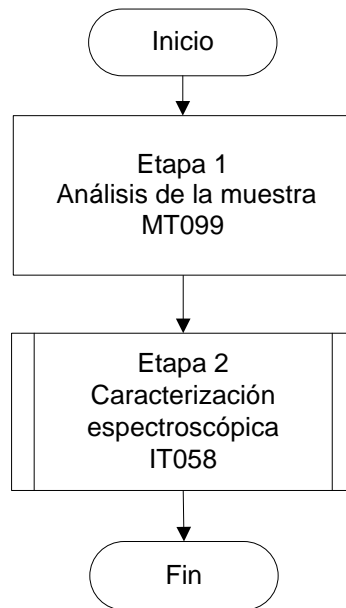 Inicio
Etapa 1
Análisis de la muestra
MT099
Etapa 2
Caracterización
espectroscópica
IT058
Fin